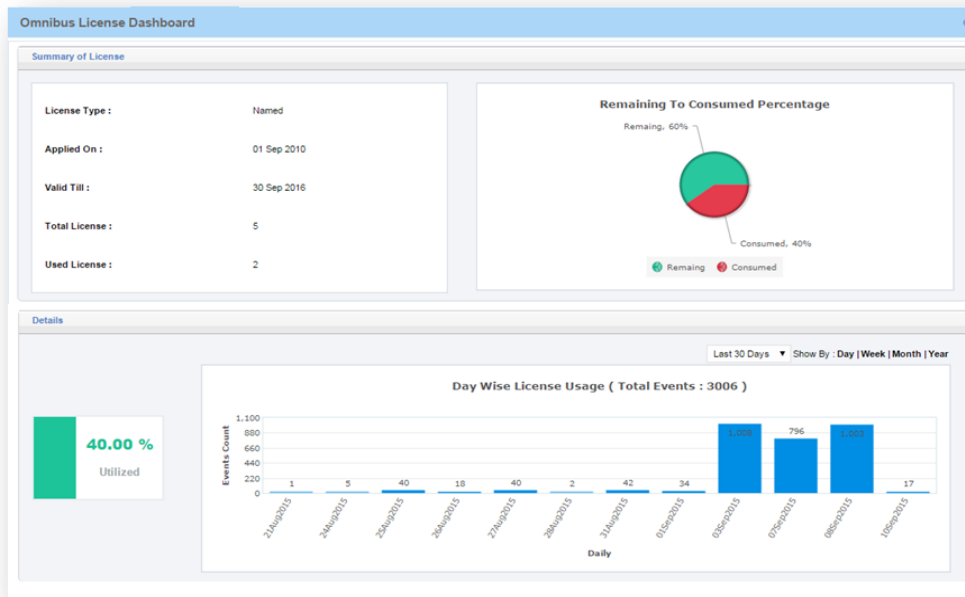 Omnibus License Dashboard
Summary of License
License Type : Named
Applied On : 01 Sep 2010
Valid Till : 30 Sep 2016
Total License : 5
Used License : 2
Remaining To Consumed Percentage
Remaing, 60%
Consumed, 40%
Remaing Consumed
Details
Last 30 Days ▼ Show By : Day | Week | Month | Year
40.00 %
Utilized
Day Wise License Usage ( Total Events : 3006 )
Events Count
1,100
880
660
440
220
0
1 5 40 18 40 2 42 34 1,008 796 1,003 17
21Aug2015 24Aug2015 25Aug2015 26Aug2015 27Aug2015 28Aug2015 31Aug2015 01Sep2015 03Sep2015 07Sep2015 08Sep2015 10Sep2015
Daily